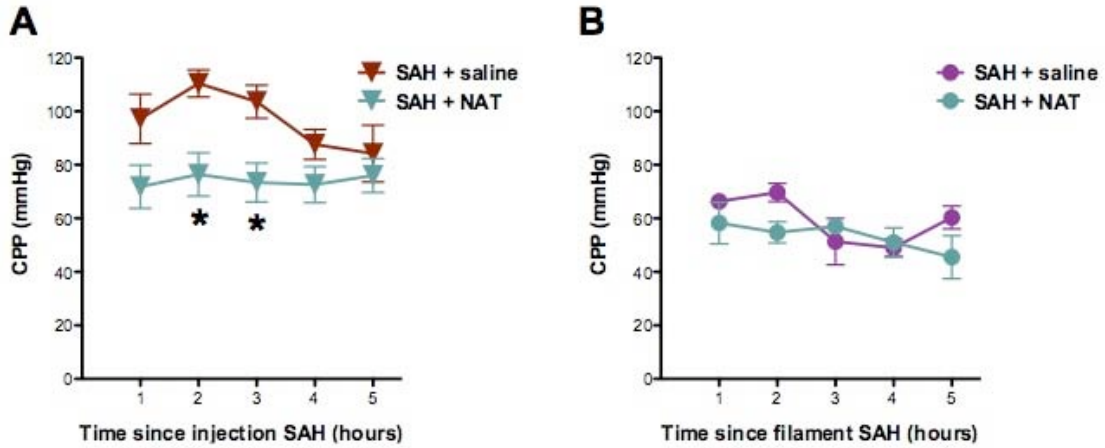 A
B
120
100
80
60
40
20
0
CPP (mmHg)
SAH + saline
SAH + NAT
*
*
1 2 3 4 5
Time since injection SAH (hours)
120
100
80
60
40
20
0
CPP (mmHg)
SAH + saline
SAH + NAT
1 2 3 4 5
Time since filament SAH (hours)